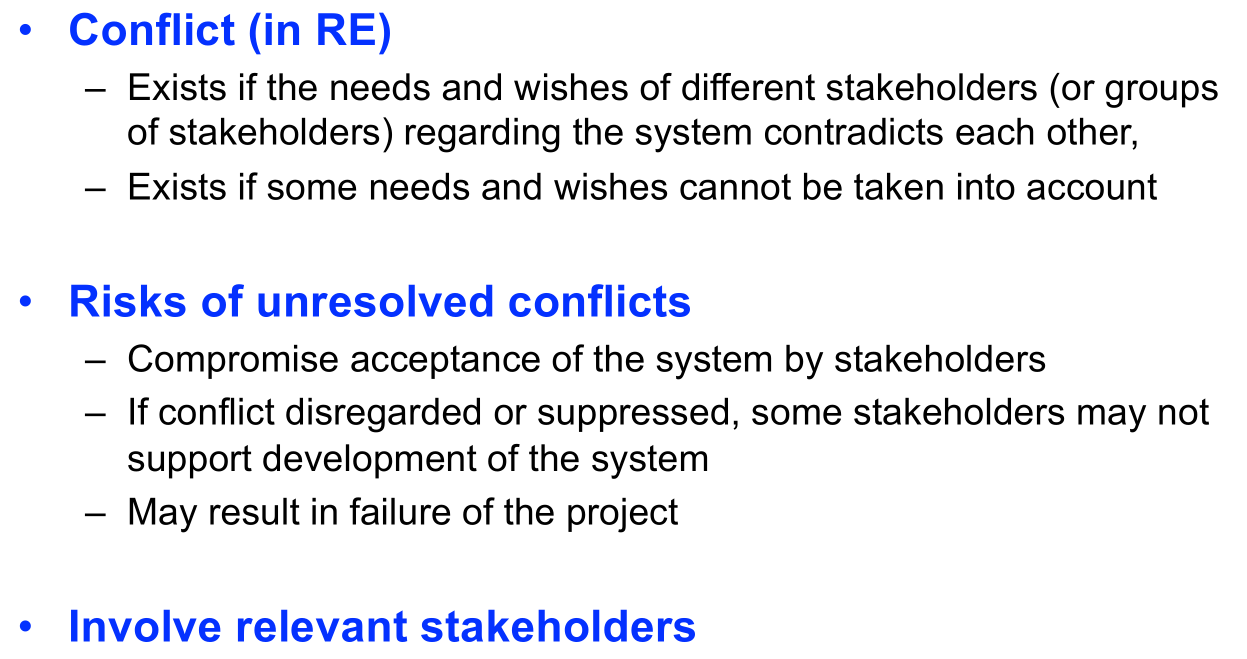 • Conflict (in RE)
– Exists if the needs and wishes of different stakeholders (or groups
of stakeholders) regarding the system contradicts each other,
– Exists if some needs and wishes cannot be taken into account
• Risks of unresolved conflicts
– Compromise acceptance of the system by stakeholders
– If conflict disregarded or suppressed, some stakeholders may not
support development of the system
– May result in failure of the project
• Involve relevant stakeholders